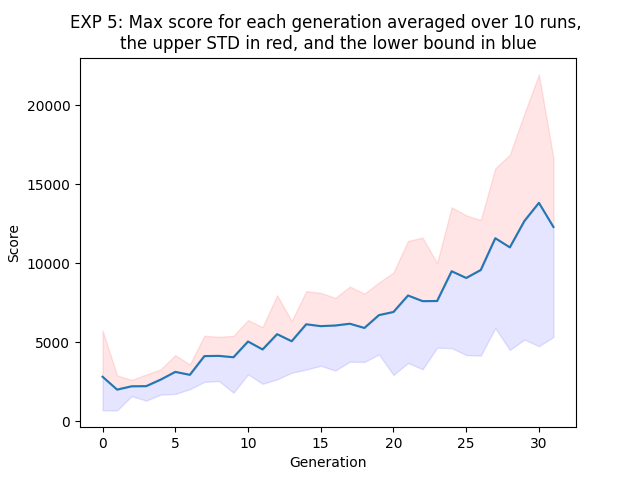 EXP 5: Max score for each generation averaged over 10 runs,
the upper STD in red, and the lower bound in blue
20000
15000
10000
5000
0
Score
0 5 10 15 20 25 30
Generation